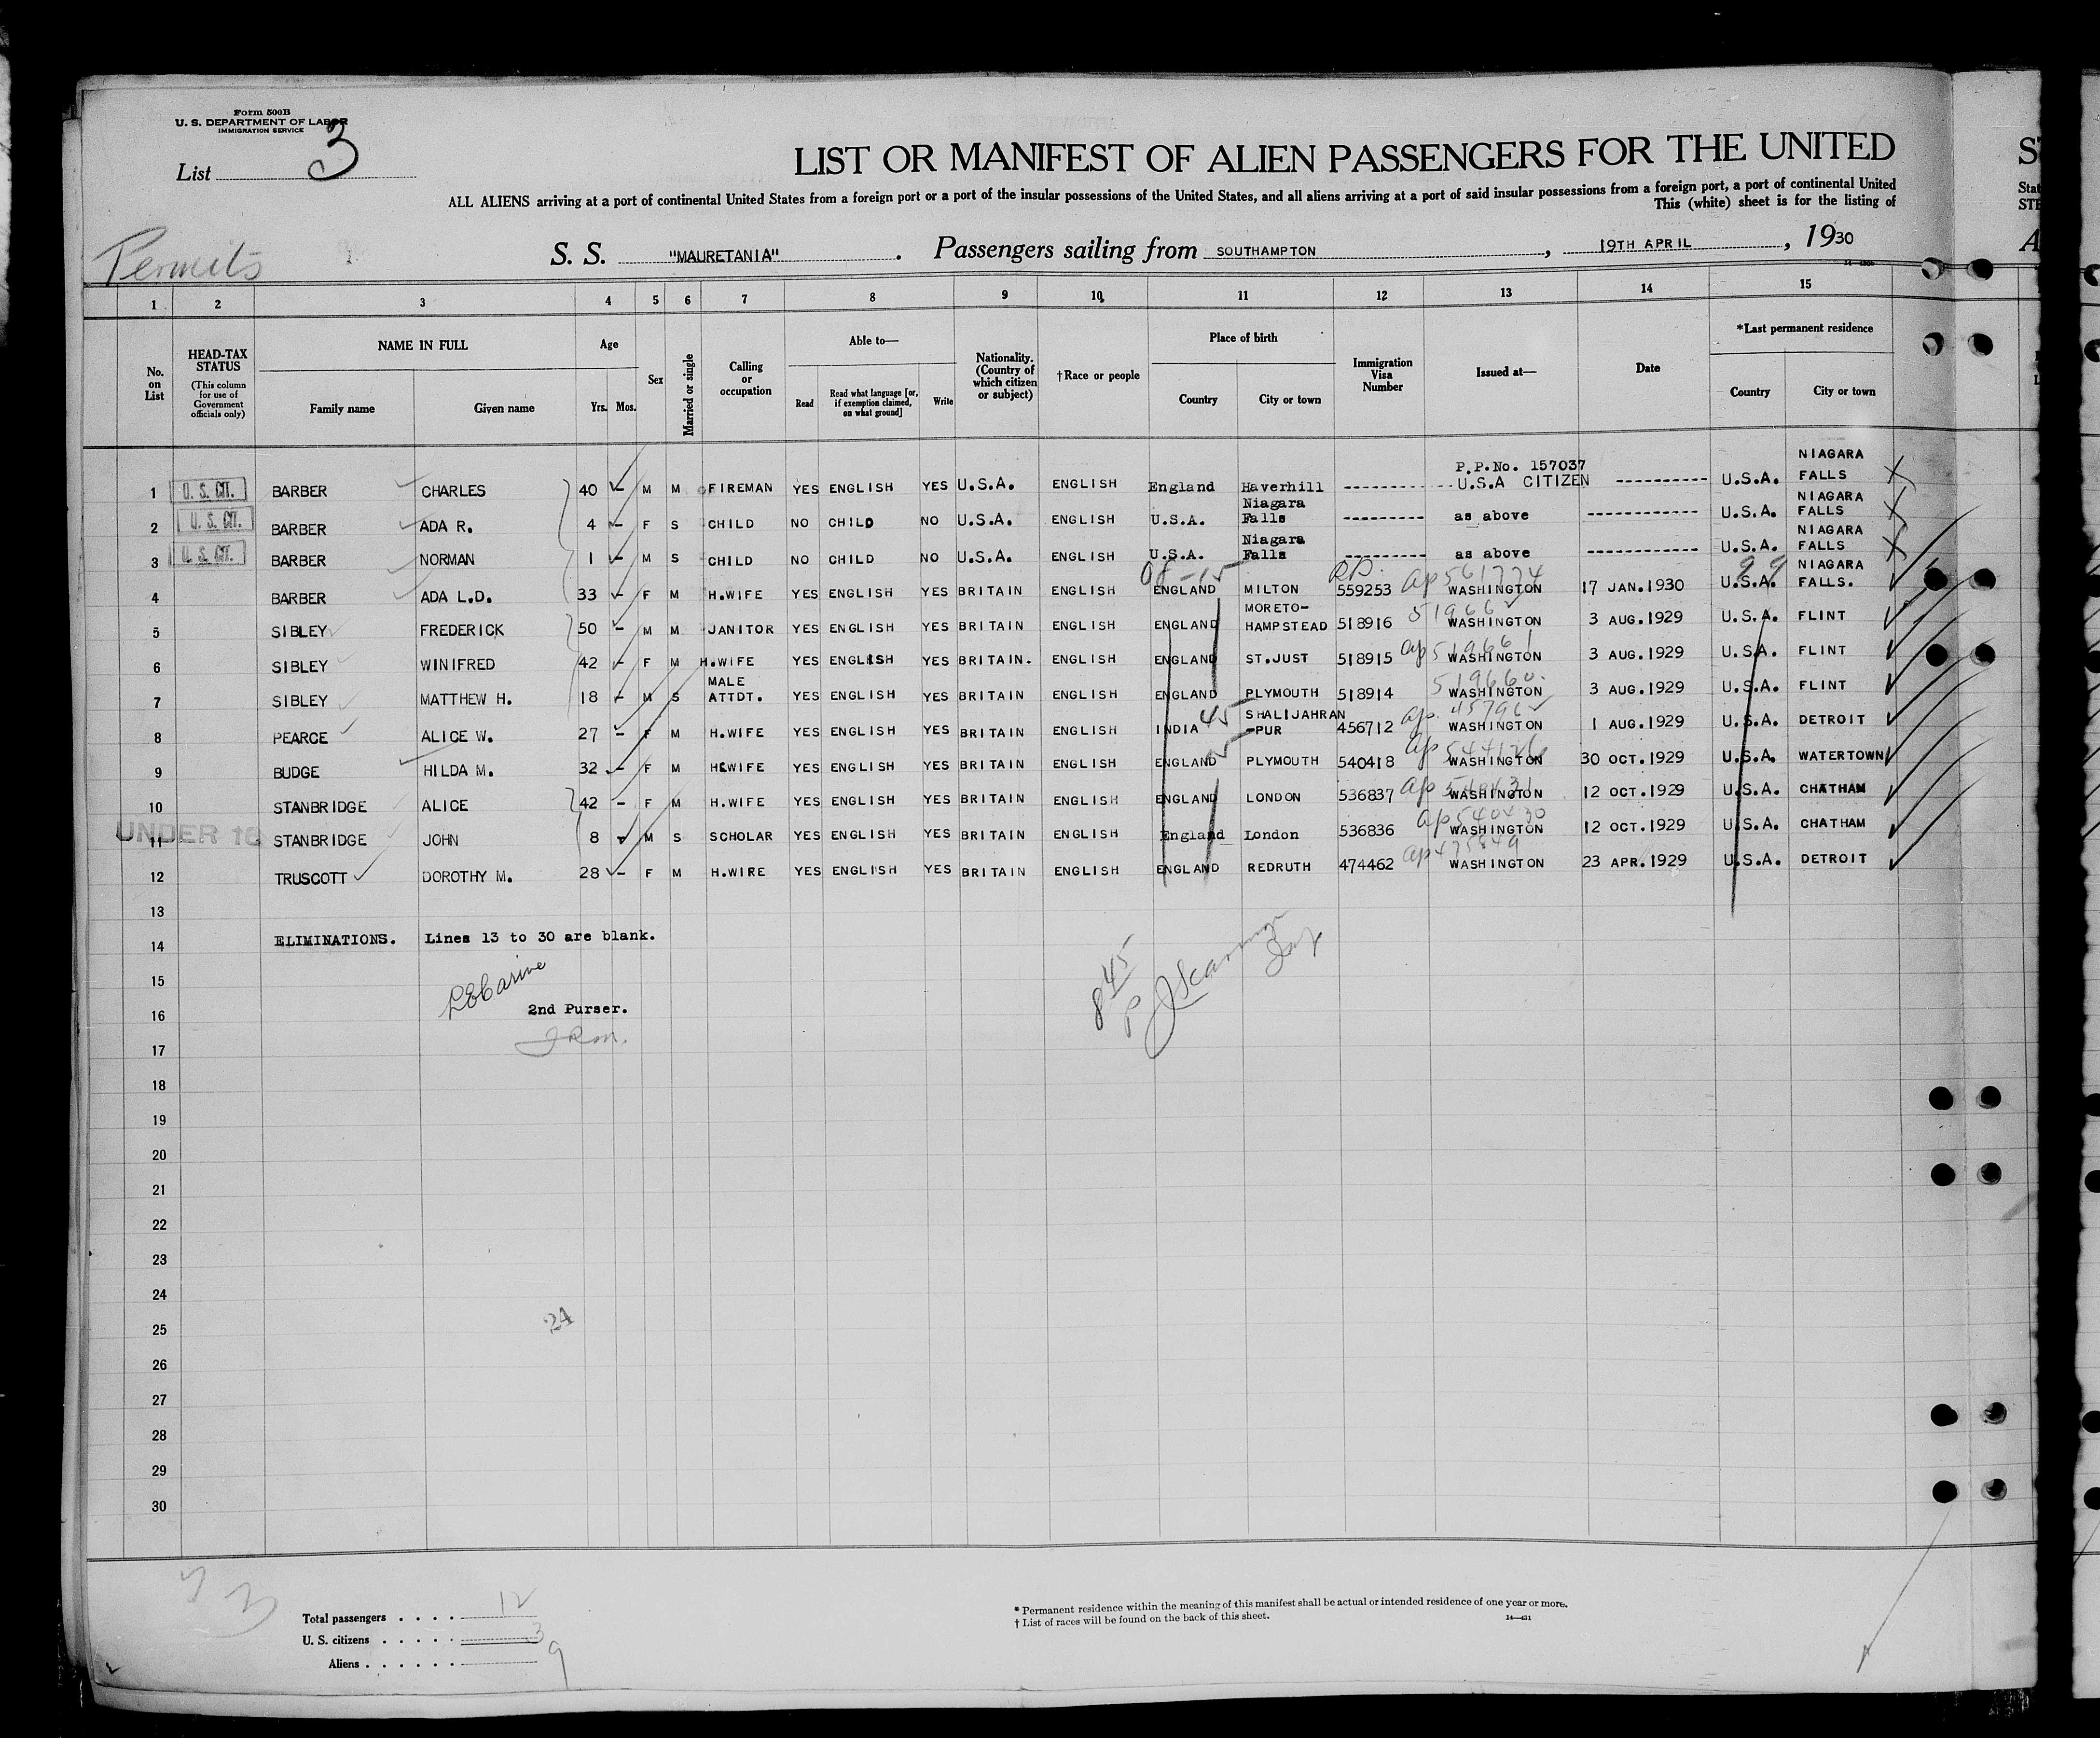 Form 500B
U. S. DEPARTMENT OF LABOR
IMMIGRATION SERVICE
List 3
LIST OR MANIFEST OF ALIEN PASSENGERS FOR THE UNITED
ALL ALIENS arriving at a port of continental United States from a foreign port or a port of the insular possessions of the United States, and all aliens arriving at a port of said insular possessions from a foreign port, a port of continental United
This (white) sheet is for the listing of
Permits
S. S. "MAURETANIA". Passengers sailing from SOUTHAMPTON, 19TH APRIL, 1930
1 2 3 4 5 6 7 8 9 10 11 12 13 14 15
No. on List
HEAD-TAX STATUS (This column for use of Government officials only)
NAME IN FULL
Family name Given name
Age
Yrs. Mos.
Sex
Married or single
Calling or occupation
Able to—
Read Read what language [or, if exemption claimed, on what ground] Write
Nationality. (Country of which citizen or subject)
†Race or people
Place of birth
Country City or town
Immigration Visa Number
Issued at—
Date
*Last permanent residence
Country City or town
1 U. S. CIT. BARBER CHARLES 40 - M M FIREMAN YES ENGLISH YES U.S.A. ENGLISH England Haverhill ---------- P.P.No. 157037 U.S.A CITIZEN ---------- U.S.A. NIAGARA FALLS
2 U. S. CIT. BARBER ADA R. 4 - F S CHILD NO CHILD NO U.S.A. ENGLISH U.S.A. Niagara Falls --------- as above ------------ U.S.A. NIAGARA FALLS
3 U. S. CIT. BARBER NORMAN 1 - M S CHILD NO CHILD NO U.S.A. ENGLISH U.S.A. Niagara Falls --------- as above ------------ U.S.A. NIAGARA FALLS
4 BARBER ADA L.D. 33 - F M H.WIFE YES ENGLISH YES BRITAIN ENGLISH ENGLAND MILTON 559253 ap 561774 WASHINGTON 17 JAN.1930 U.S.A. NIAGARA FALLS.
5 SIBLEY FREDERICK 50 - M M JANITOR YES ENGLISH YES BRITAIN ENGLISH ENGLAND MORETO-HAMPSTEAD 518916 WASHINGTON 3 AUG.1929 U.S.A. FLINT
6 SIBLEY WINIFRED 42 - F M H.WIFE YES ENGLISH YES BRITAIN. ENGLISH ENGLAND ST.JUST 518915 ap 519661 WASHINGTON 3 AUG.1929 U.S.A. FLINT
7 SIBLEY MATTHEW H. 18 - M S MALE ATTDT. YES ENGLISH YES BRITAIN ENGLISH ENGLAND PLYMOUTH 518914 519660 WASHINGTON 3 AUG.1929 U.S.A. FLINT
8 PEARCE ALICE W. 27 - F M H.WIFE YES ENGLISH YES BRITAIN ENGLISH INDIA 45 SHALIJAHRAN-PUR 456712 ap WASHINGTON 1 AUG.1929 U.S.A. DETROIT
9 BUDGE HILDA M. 32 - F M H.WIFE YES ENGLISH YES BRITAIN ENGLISH ENGLAND PLYMOUTH 540418 ap WASHINGTON 30 OCT.1929 U.S.A. WATERTOWN
10 STANBRIDGE ALICE 42 - F M H.WIFE YES ENGLISH YES BRITAIN ENGLISH ENGLAND LONDON 536837 ap WASHINGTON 12 OCT.1929 U.S.A. CHATHAM
UNDER 16
11 STANBRIDGE JOHN 8 - M S SCHOLAR YES ENGLISH YES BRITAIN ENGLISH England London 536836 ap 540430 WASHINGTON 12 OCT.1929 U.S.A. CHATHAM
12 TRUSCOTT DOROTHY M. 28 - F M H.WIRE YES ENGLISH YES BRITAIN ENGLISH ENGLAND REDRUTH 474462 ap 475849 WASHINGTON 23 APR.1929 U.S.A. DETROIT
13
14 ELIMINATIONS. Lines 13 to 30 are blank.
15
16 2nd Purser.
17
18
19
20
21
22
23
24
25 24
26
27
28
29
30
Total passengers . . . . 12
U. S. citizens . . . . . 3
Aliens . . . . . . 9
* Permanent residence within the meaning of this manifest shall be actual or intended residence of one year or more.
† List of races will be found on the back of this sheet.
14—421